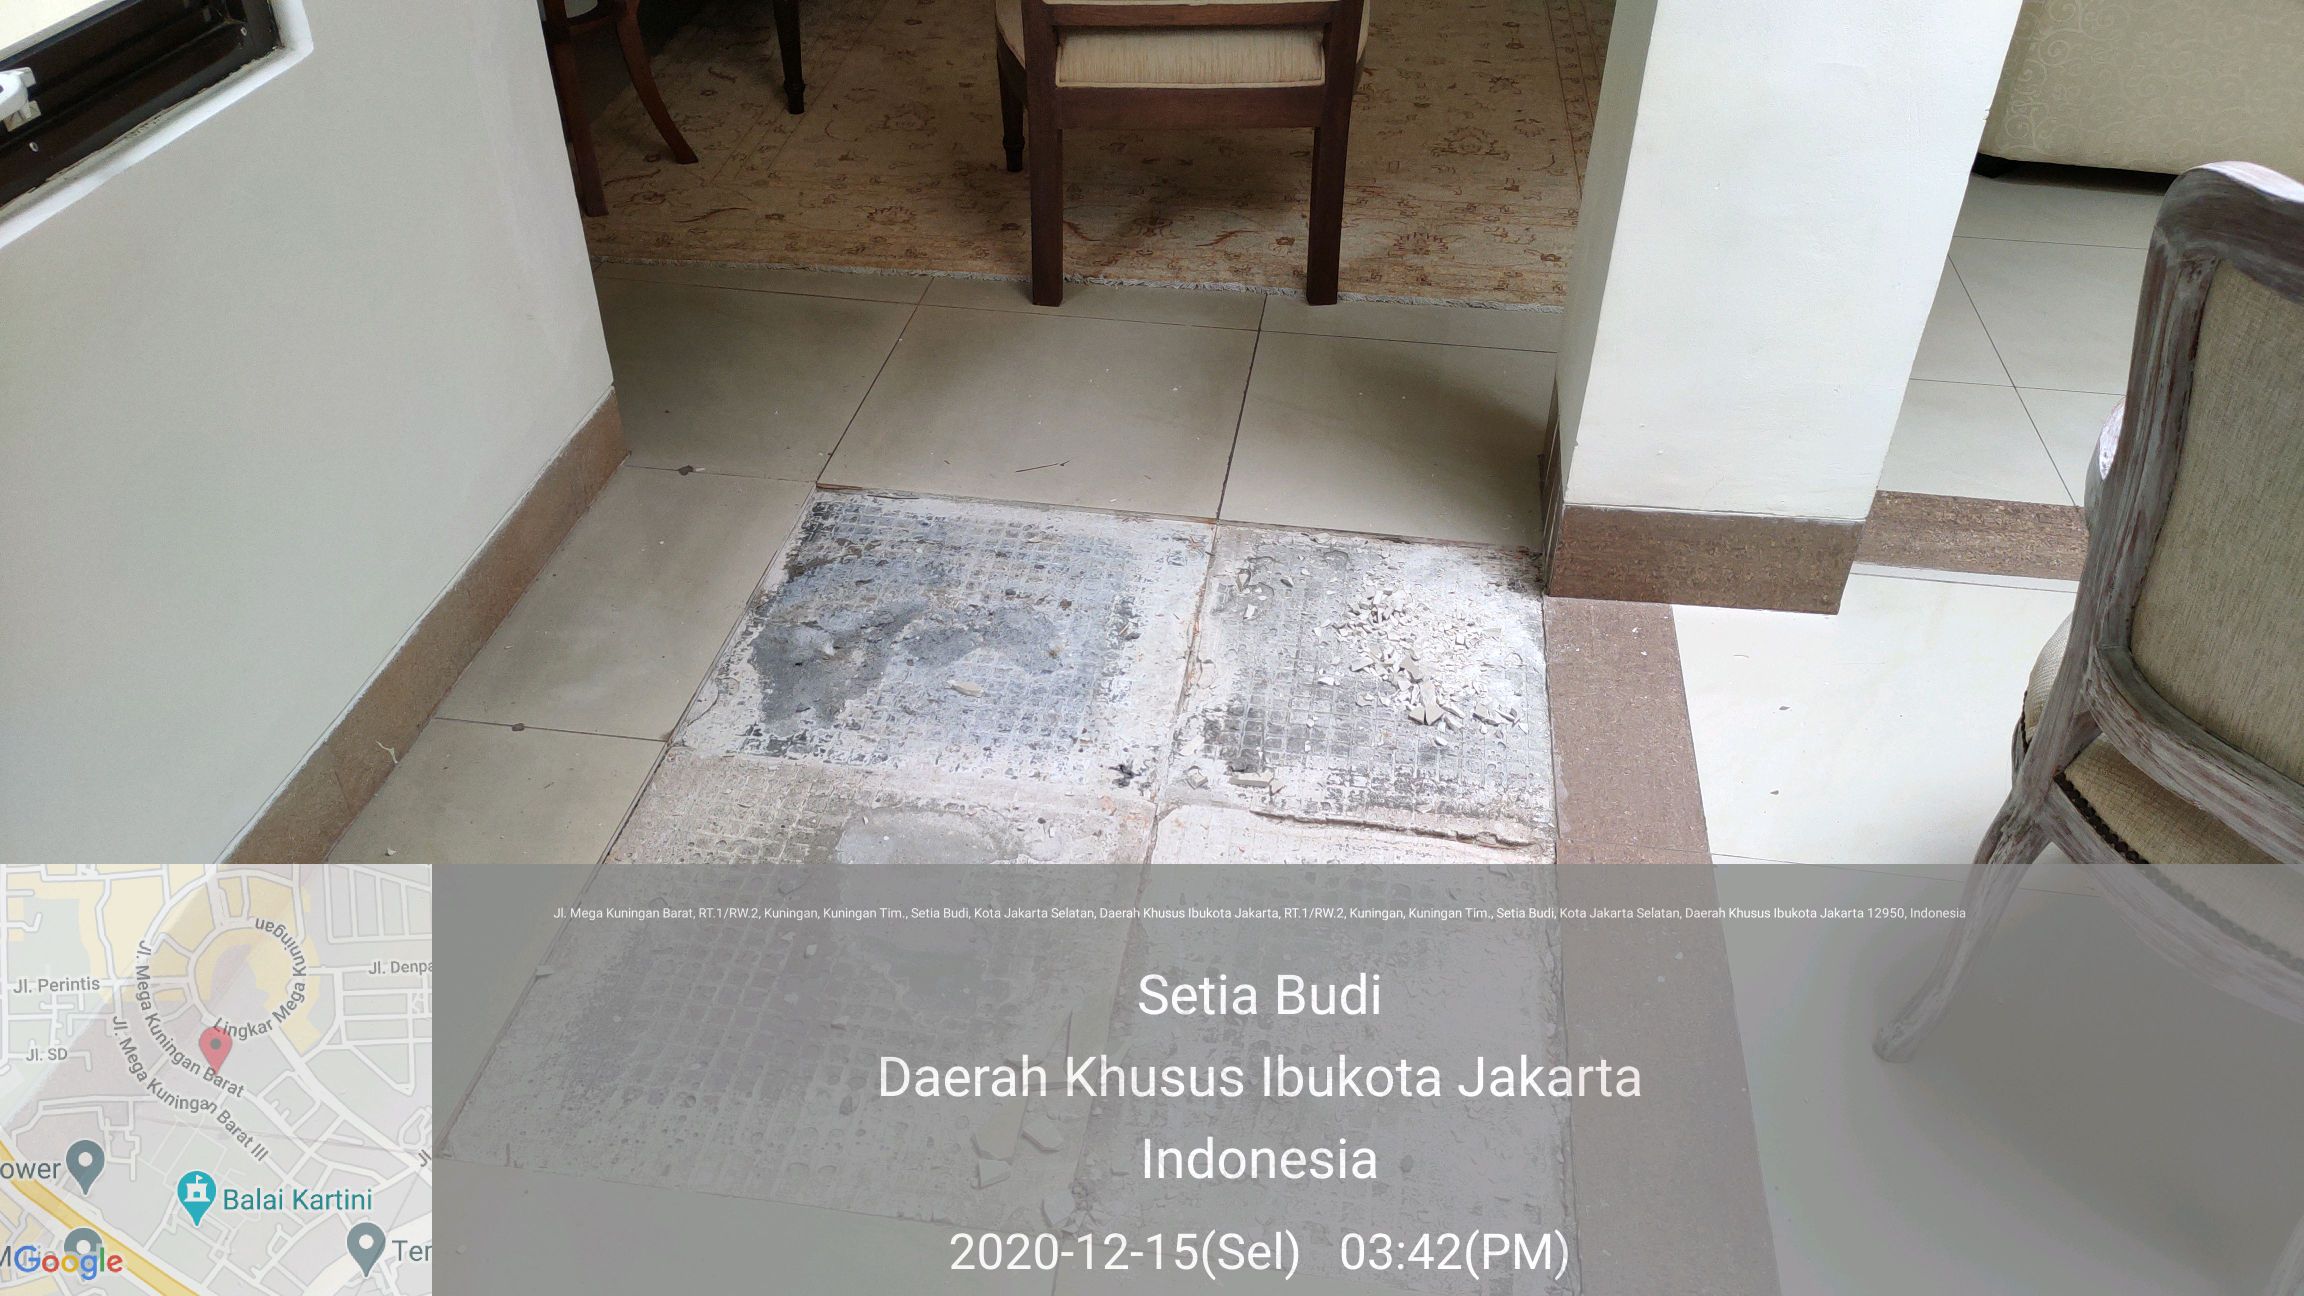 Jl. Mega Kuningan Barat, RT.1/RW.2, Kuningan, Kuningan Tim., Setia Budi, Kota Jakarta Selatan, Daerah Khusus Ibukota Jakarta, RT.1/RW.2, Kuningan, Kuningan Tim., Setia Budi, Kota Jakarta Selatan, Daerah Khusus Ibukota Jakarta 12950, Indonesia
Setia Budi
Daerah Khusus Ibukota Jakarta
Indonesia
2020-12-15(Sel) 03:42(PM)
Mega Kuningan
Jl. Denpa
Jl. Perintis
Jl. Mega Kuningan Barat
Lingkar Mega Kuningan
Jl. SD
Jl. Mega Kuningan Barat III
ower
Balai Kartini
Ter
Google